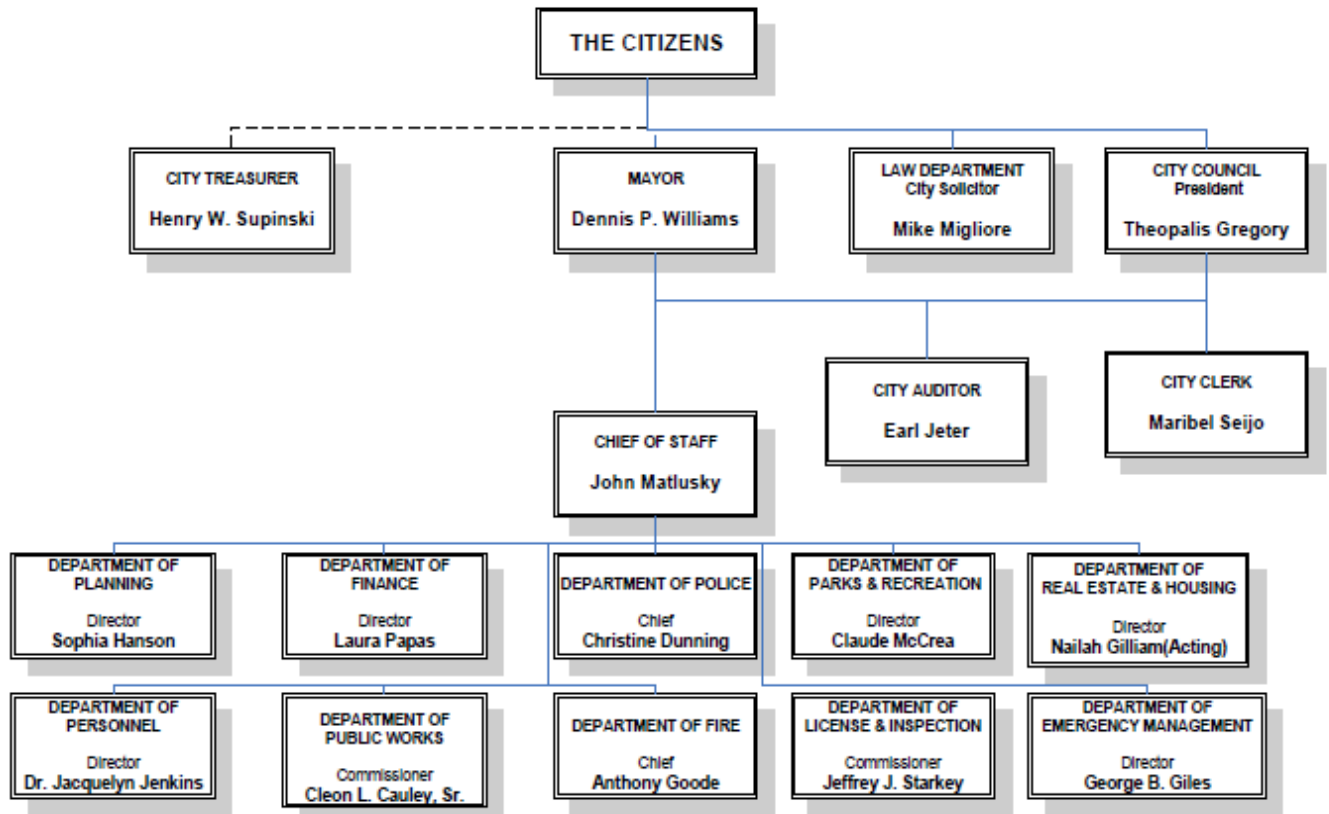 THE CITIZENS
CITY TREASURER
Henry W. Supinski
MAYOR
Dennis P. Williams
LAW DEPARTMENT
City Solicitor
Mike Migliore
CITY COUNCIL
President
Theopalis Gregory
CITY AUDITOR
Earl Jeter
CITY CLERK
Maribel Seijo
CHIEF OF STAFF
John Matlusky
DEPARTMENT OF
PLANNING
Director
Sophia Hanson
DEPARTMENT OF
FINANCE
Director
Laura Papas
DEPARTMENT OF POLICE
Chief
Christine Dunning
DEPARTMENT OF
PARKS & RECREATION
Director
Claude McCrea
DEPARTMENT OF
REAL ESTATE & HOUSING
Director
Nailah Gilliam(Acting)
DEPARTMENT OF
PERSONNEL
Director
Dr. Jacquelyn Jenkins
DEPARTMENT OF
PUBLIC WORKS
Commissioner
Cleon L. Cauley, Sr.
DEPARTMENT OF FIRE
Chief
Anthony Goode
DEPARTMENT OF
LICENSE & INSPECTION
Commissioner
Jeffrey J. Starkey
DEPARTMENT OF
EMERGENCY MANAGEMENT
Director
George B. Giles